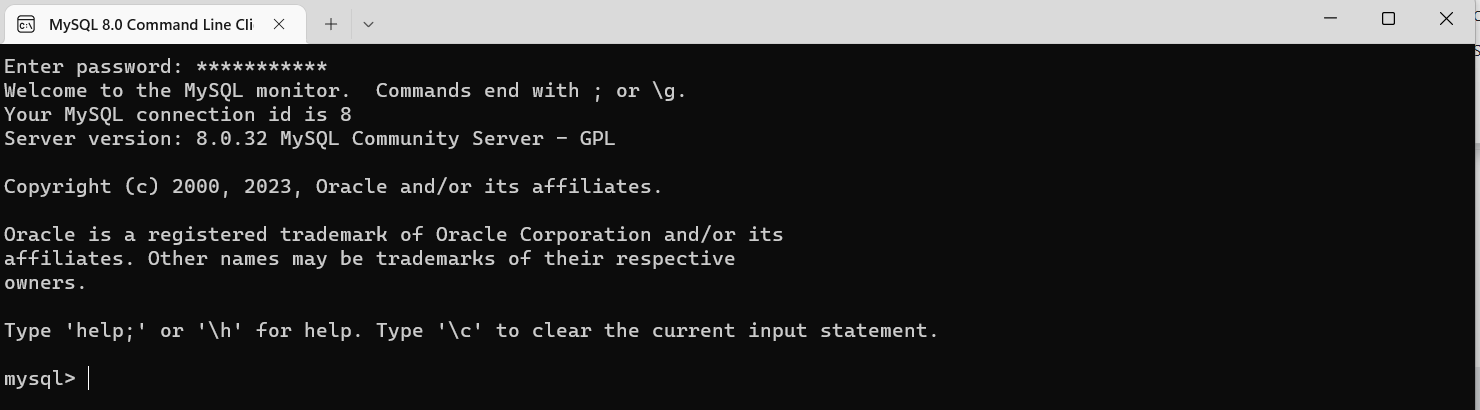 MySQL 8.0 Command Line Cli
Enter password: ***********
Welcome to the MySQL monitor.  Commands end with ; or \g.
Your MySQL connection id is 8
Server version: 8.0.32 MySQL Community Server - GPL
Copyright (c) 2000, 2023, Oracle and/or its affiliates.
Oracle is a registered trademark of Oracle Corporation and/or its
affiliates. Other names may be trademarks of their respective
owners.
Type 'help;' or '\h' for help. Type '\c' to clear the current input statement.
mysql>